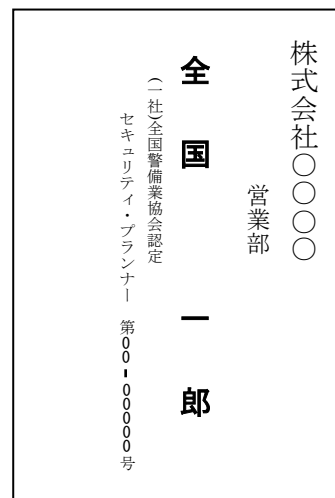 株式会社○○○○
営業部
全国 一郎
(一社)全国警備業協会認定
セキュリティ・プランナー 第00-00000号